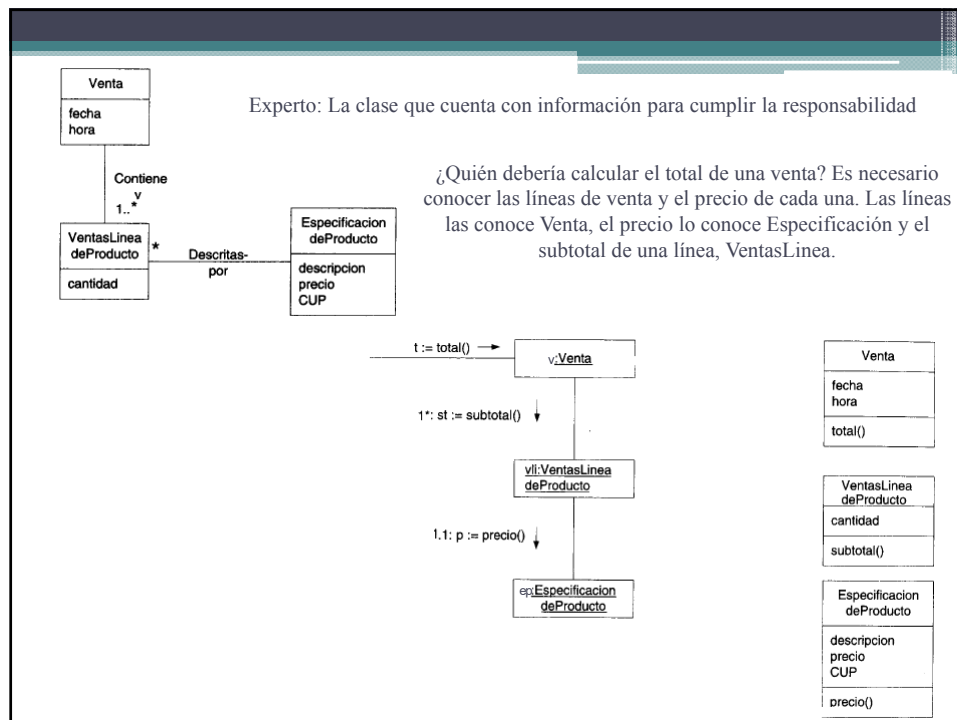 Venta
fecha
hora
Contiene
v
1..*
VentasLinea
deProducto
cantidad
*
Descritas-
por
Especificacion
deProducto
descripcion
precio
CUP
Experto: La clase que cuenta con información para cumplir la responsabilidad
¿Quién debería calcular el total de una venta? Es necesario
conocer las líneas de venta y el precio de cada una. Las líneas
las conoce Venta, el precio lo conoce Especificación y el
subtotal de una línea, VentasLinea.
t := total()
v:Venta
1*: st := subtotal()
vli:VentasLinea
deProducto
1.1: p := precio()
ep:Especificacion
deProducto
Venta
fecha
hora
total()
VentasLinea
deProducto
cantidad
subtotal()
Especificacion
deProducto
descripcion
precio
CUP
precio()